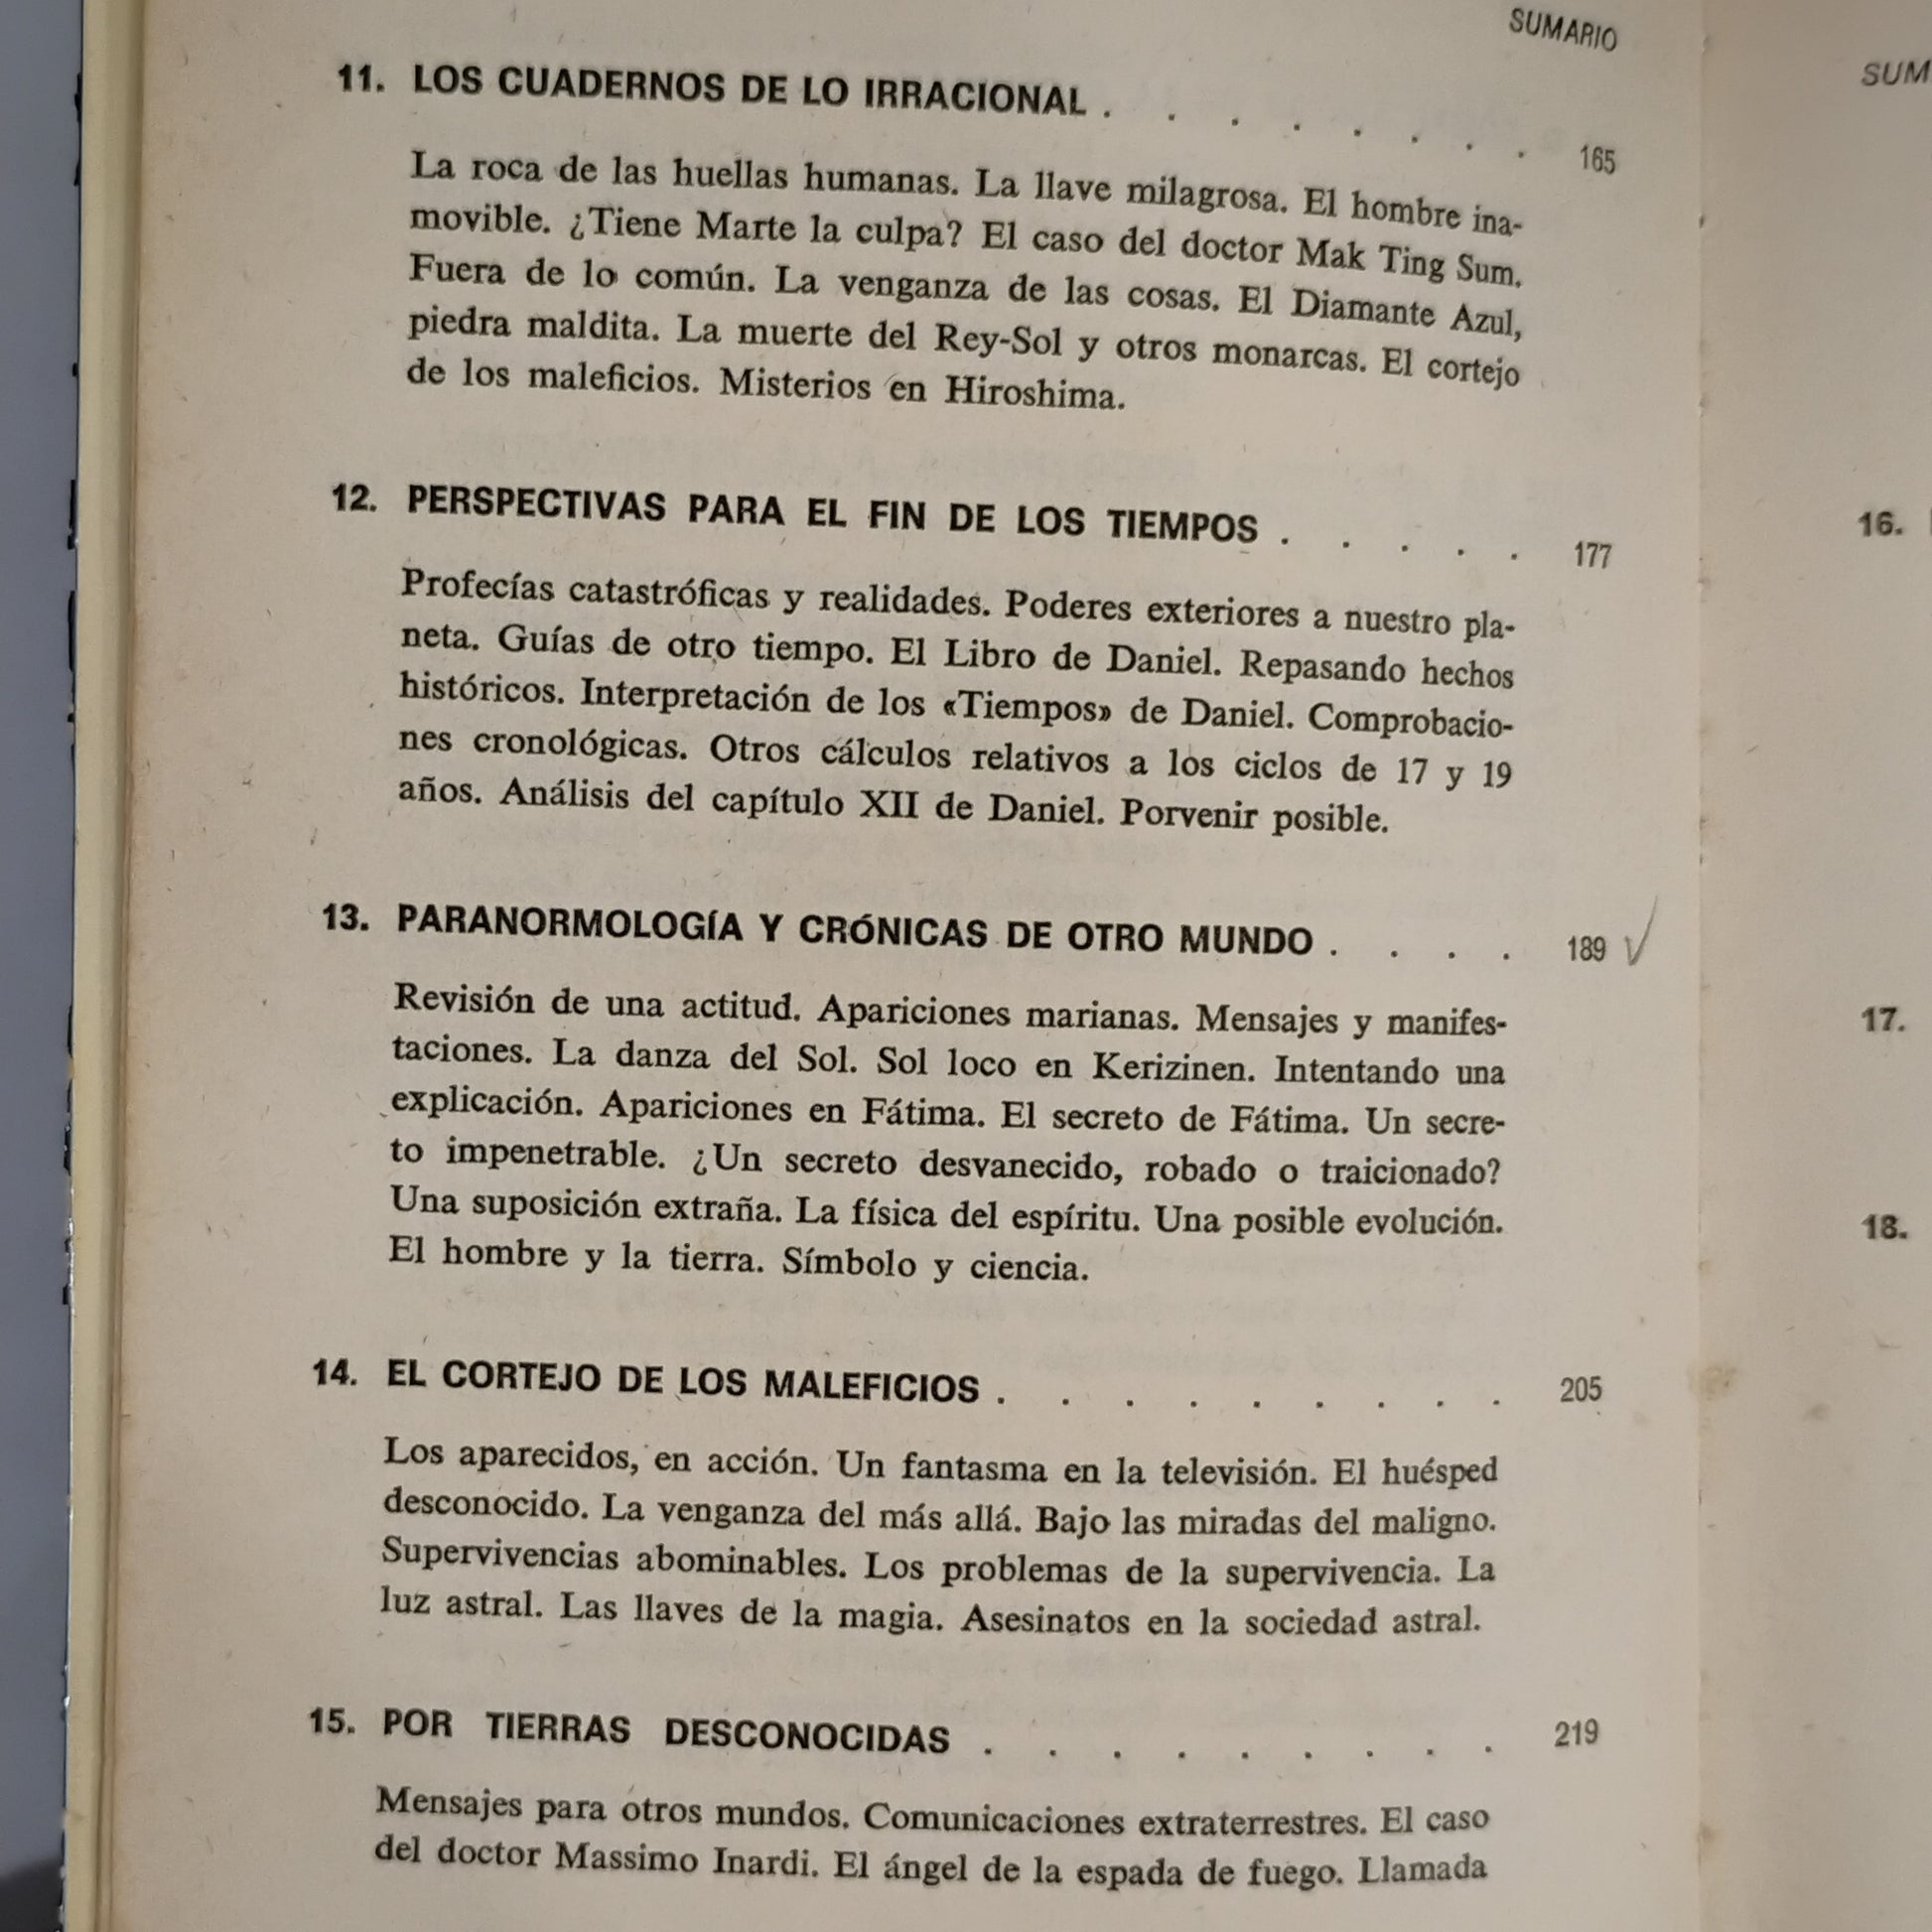 SUMARIO
11. LOS CUADERNOS DE LO IRRACIONAL . . . . . . . . 165
La roca de las huellas humanas. La llave milagrosa. El hombre ina-
movible. ¿Tiene Marte la culpa? El caso del doctor Mak Ting Sum.
Fuera de lo común. La venganza de las cosas. El Diamante Azul,
piedra maldita. La muerte del Rey-Sol y otros monarcas. El cortejo
de los maleficios. Misterios en Hiroshima.
12. PERSPECTIVAS PARA EL FIN DE LOS TIEMPOS . . . . . 177
Profecías catastróficas y realidades. Poderes exteriores a nuestro pla-
neta. Guías de otro tiempo. El Libro de Daniel. Repasando hechos
históricos. Interpretación de los «Tiempos» de Daniel. Comprobacio-
nes cronológicas. Otros cálculos relativos a los ciclos de 17 y 19
años. Análisis del capítulo XII de Daniel. Porvenir posible.
13. PARANORMOLOGÍA Y CRÓNICAS DE OTRO MUNDO . . . . 189
Revisión de una actitud. Apariciones marianas. Mensajes y manifes-
taciones. La danza del Sol. Sol loco en Kerizinen. Intentando una
explicación. Apariciones en Fátima. El secreto de Fátima. Un secre-
to impenetrable. ¿Un secreto desvanecido, robado o traicionado?
Una suposición extraña. La física del espíritu. Una posible evolución.
El hombre y la tierra. Símbolo y ciencia.
14. EL CORTEJO DE LOS MALEFICIOS . . . . . . . . . 205
Los aparecidos, en acción. Un fantasma en la televisión. El huésped
desconocido. La venganza del más allá. Bajo las miradas del maligno.
Supervivencias abominables. Los problemas de la supervivencia. La
luz astral. Las llaves de la magia. Asesinatos en la sociedad astral.
15. POR TIERRAS DESCONOCIDAS . . . . . . . . . 219
Mensajes para otros mundos. Comunicaciones extraterrestres. El caso
del doctor Massimo Inardi. El ángel de la espada de fuego. Llamada
SUM
16.
17.
18.